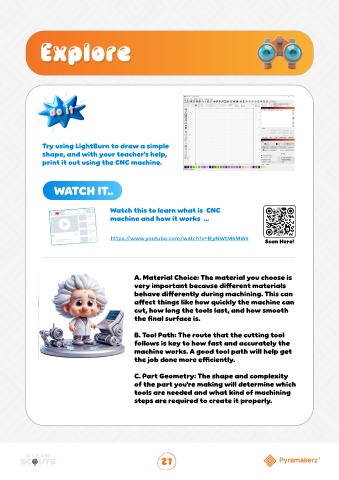 Explore
DO IT
Try using LightBurn to draw a simple
shape, and with your teacher's help,
print it out using the CNC machine.
WATCH IT..
Watch this to learn what is CNC
machine and how it works ...
Scan Here!
A. Material Choice: The material you choose is
very important because different materials
behave differently during machining. This can
affect things like how quickly the machine can
cut, how long the tools last, and how smooth
the final surface is.
B. Tool Path: The route that the cutting tool
follows is key to how fast and accurately the
machine works. A good tool path will help get
the job done more efficiently.
C. Part Geometry: The shape and complexity
of the part you're making will determine which
tools are needed and what kind of machining
steps are required to create it properly.
SCOUTS
27
Pyramakerz